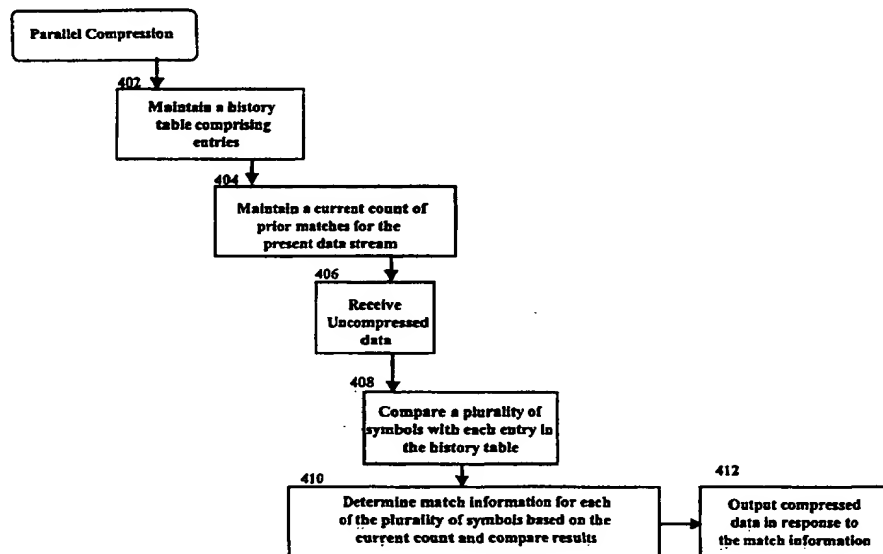 Parallel Compression
402
Maintain a history
table comprising
entries
404
Maintain a current count of
prior matches for the
present data stream
406
Receive
Uncompressed
data
408
Compare a plurality of
symbols with each entry in
the history table
410
Determine match information for each
of the plurality of symbols based on the
current count and compare results
412
Output compressed
data in response to
the match information